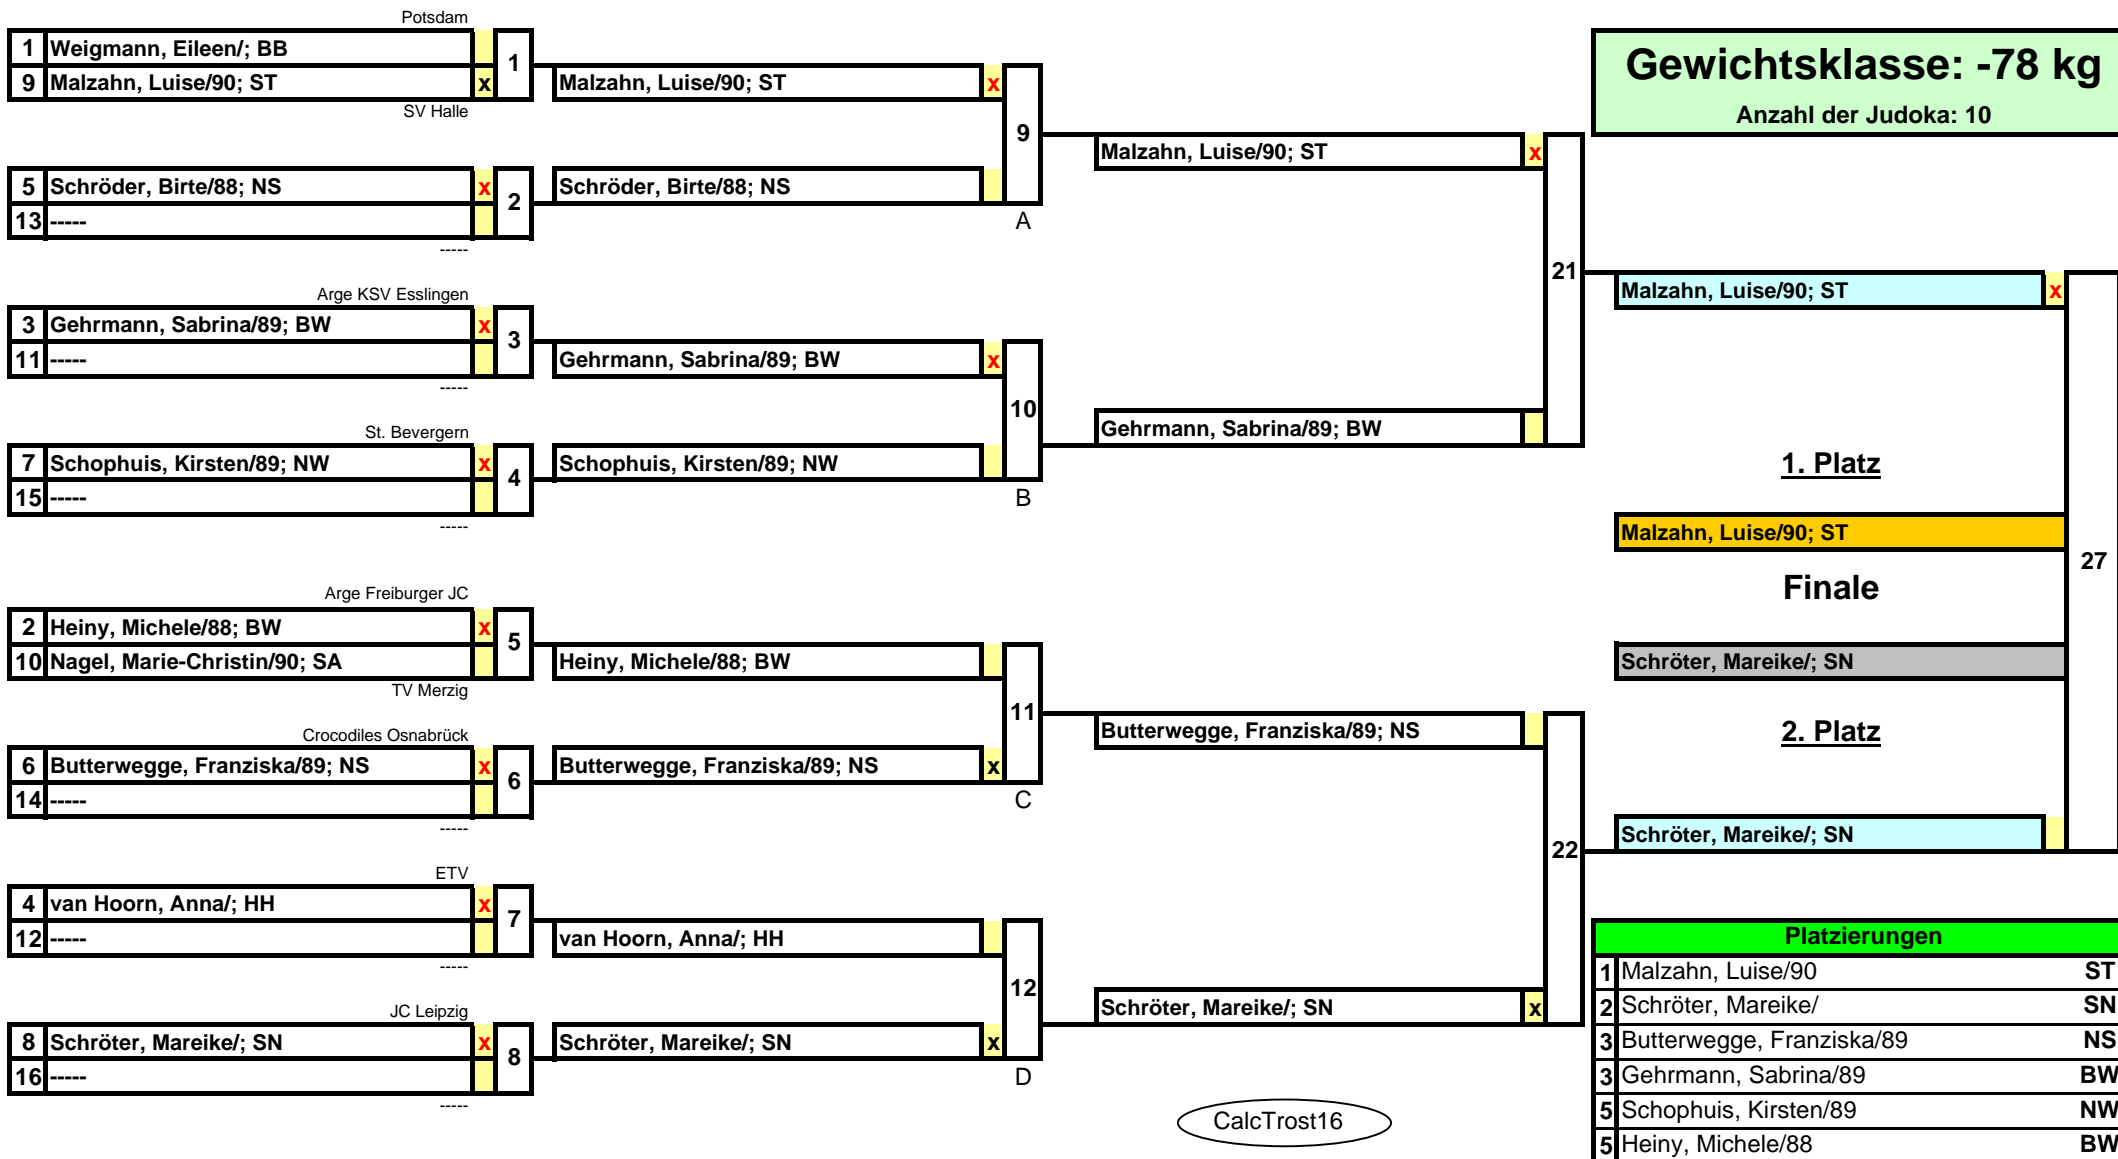 Potsdam
1 Weigmann, Eileen/; BB
1
9 Malzahn, Luise/90; ST x
SV Halle
5 Schröder, Birte/88; NS x
2
13 -----
-----
Arge KSV Esslingen
3 Gehrmann, Sabrina/89; BW x
3
11 -----
-----
St. Bevergern
7 Schophuis, Kirsten/89; NW x
4
15 -----
-----
Arge Freiburger JC
2 Heiny, Michele/88; BW x
5
10 Nagel, Marie-Christin/90; SA
TV Merzig
Crocodiles Osnabrück
6 Butterwegge, Franziska/89; NS x
6
14 -----
-----
ETV
4 van Hoorn, Anna/; HH x
7
12 -----
-----
JC Leipzig
8 Schröter, Mareike/; SN x
8
16 -----
-----
Malzahn, Luise/90; ST x
9
Schröder, Birte/88; NS
A
Gehrmann, Sabrina/89; BW x
10
Schophuis, Kirsten/89; NW
B
Heiny, Michele/88; BW
11
Butterwegge, Franziska/89; NS x
C
van Hoorn, Anna/; HH
12
Schröter, Mareike/; SN x
D
Malzahn, Luise/90; ST x
21
Gehrmann, Sabrina/89; BW
Butterwegge, Franziska/89; NS
22
Schröter, Mareike/; SN x
CalcTrost16
Gewichtsklasse: -78 kg
Anzahl der Judoka: 10
Malzahn, Luise/90; ST x
1. Platz
Malzahn, Luise/90; ST
27
Finale
Schröter, Mareike/; SN
2. Platz
Schröter, Mareike/; SN
Platzierungen
1 Malzahn, Luise/90 ST
2 Schröter, Mareike/ SN
3 Butterwegge, Franziska/89 NS
3 Gehrmann, Sabrina/89 BW
5 Schophuis, Kirsten/89 NW
5 Heiny, Michele/88 BW